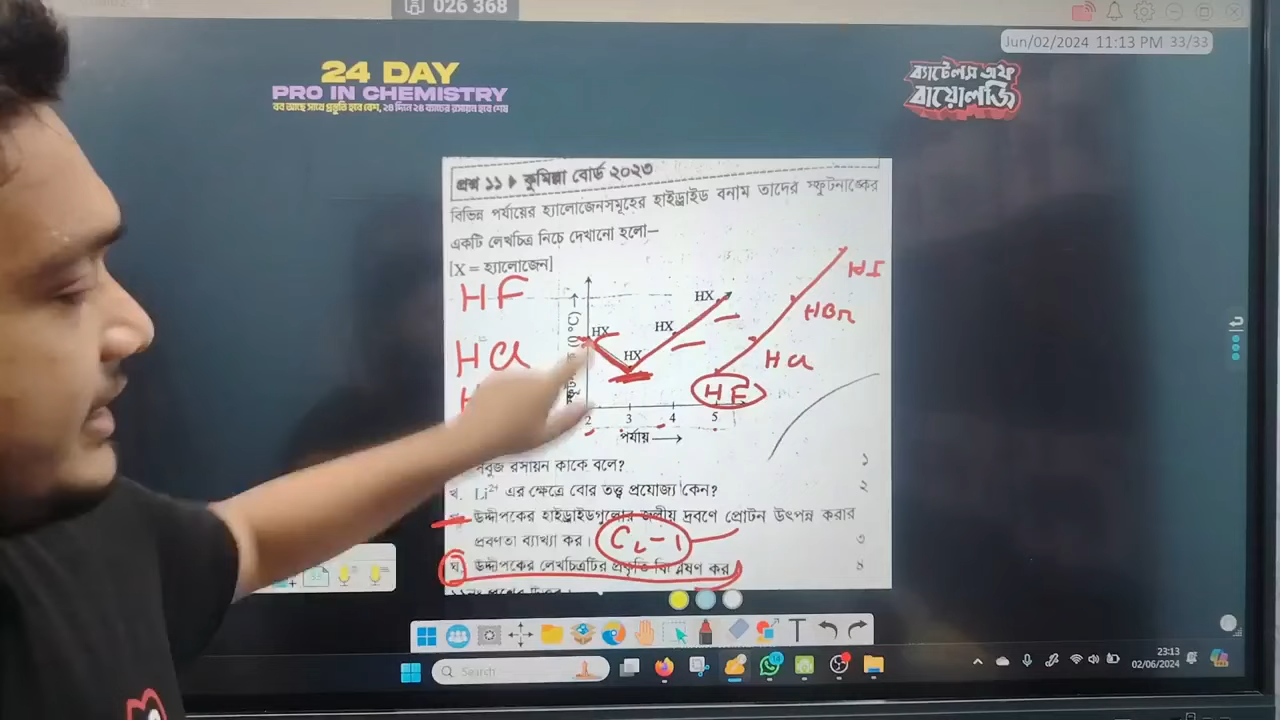 026 368
Jun/02/2024 11:13 PM 33/33
24 DAY
PRO IN CHEMISTRY
ব্যাটেলস অফ
বায়োলজি
প্রশ্ন ১১ ▶ কুমিল্লা বোর্ড ২০২৩
বিভিন্ন পর্যায়ের হ্যালোজেনসমূহের হাইড্রাইড বনাম তাদের স্ফুটনাঙ্কের
একটি লেখচিত্র নিচে দেখানো হলো—
[X = হ্যালোজেন]
HF
HX
HI
HX
HBr
(0°C) →
HX
HCl
HX
HCl
HF
2 3 4 5
পর্যায় →
সবুজ রসায়ন কাকে বলে? ১
খ. Li²⁺ এর ক্ষেত্রে বোর তত্ত্ব প্রযোজ্য কেন? ২
উদ্দীপকের হাইড্রাইডগুলোর জলীয় দ্রবণে প্রোটন উৎপন্ন করার
প্রবণতা ব্যাখ্যা কর। ৩
ঘ. উদ্দীপকের লেখচিত্রটির প্রকৃতি বিশ্লেষণ কর। ৪
Search
23:13
02/06/2024